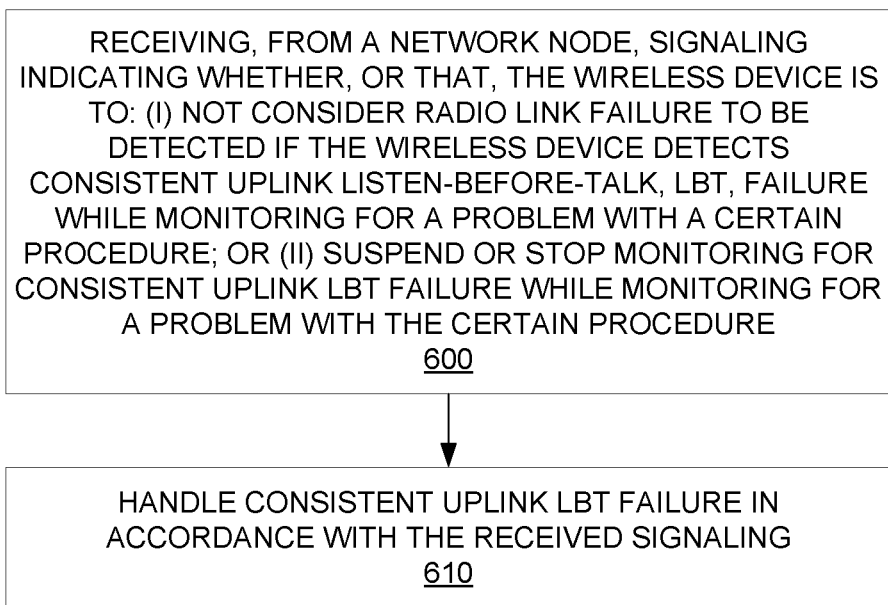 RECEIVING, FROM A NETWORK NODE, SIGNALING
INDICATING WHETHER, OR THAT, THE WIRELESS DEVICE IS
TO: (I) NOT CONSIDER RADIO LINK FAILURE TO BE
DETECTED IF THE WIRELESS DEVICE DETECTS
CONSISTENT UPLINK LISTEN-BEFORE-TALK, LBT, FAILURE
WHILE MONITORING FOR A PROBLEM WITH A CERTAIN
PROCEDURE; OR (II) SUSPEND OR STOP MONITORING FOR
CONSISTENT UPLINK LBT FAILURE WHILE MONITORING FOR
A PROBLEM WITH THE CERTAIN PROCEDURE
600
HANDLE CONSISTENT UPLINK LBT FAILURE IN
ACCORDANCE WITH THE RECEIVED SIGNALING
610